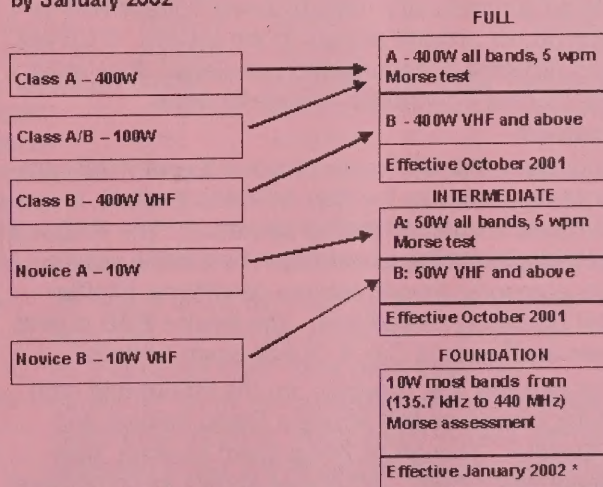 by January 2002
Class A – 400W
Class A/B – 100W
Class B – 400W VHF
Novice A – 10W
Novice B – 10W VHF
FULL
A - 400W all bands, 5 wpm
Morse test
B - 400W VHF and above
Effective October 2001
INTERMEDIATE
A: 50W all bands, 5 wpm
Morse test
B: 50W VHF and above
Effective October 2001
FOUNDATION
10W most bands from
(135.7 kHz to 440 MHz)
Morse assessment
Effective January 2002 *